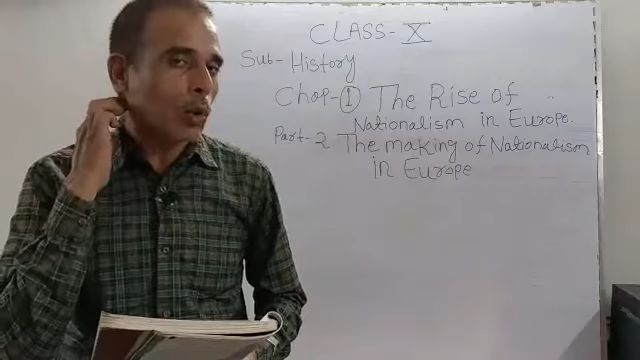 CLASS- X
Sub- History
Chap-① The Rise of
Nationalism in Europe.
Part- 2 The making of Nationalism
in Europe